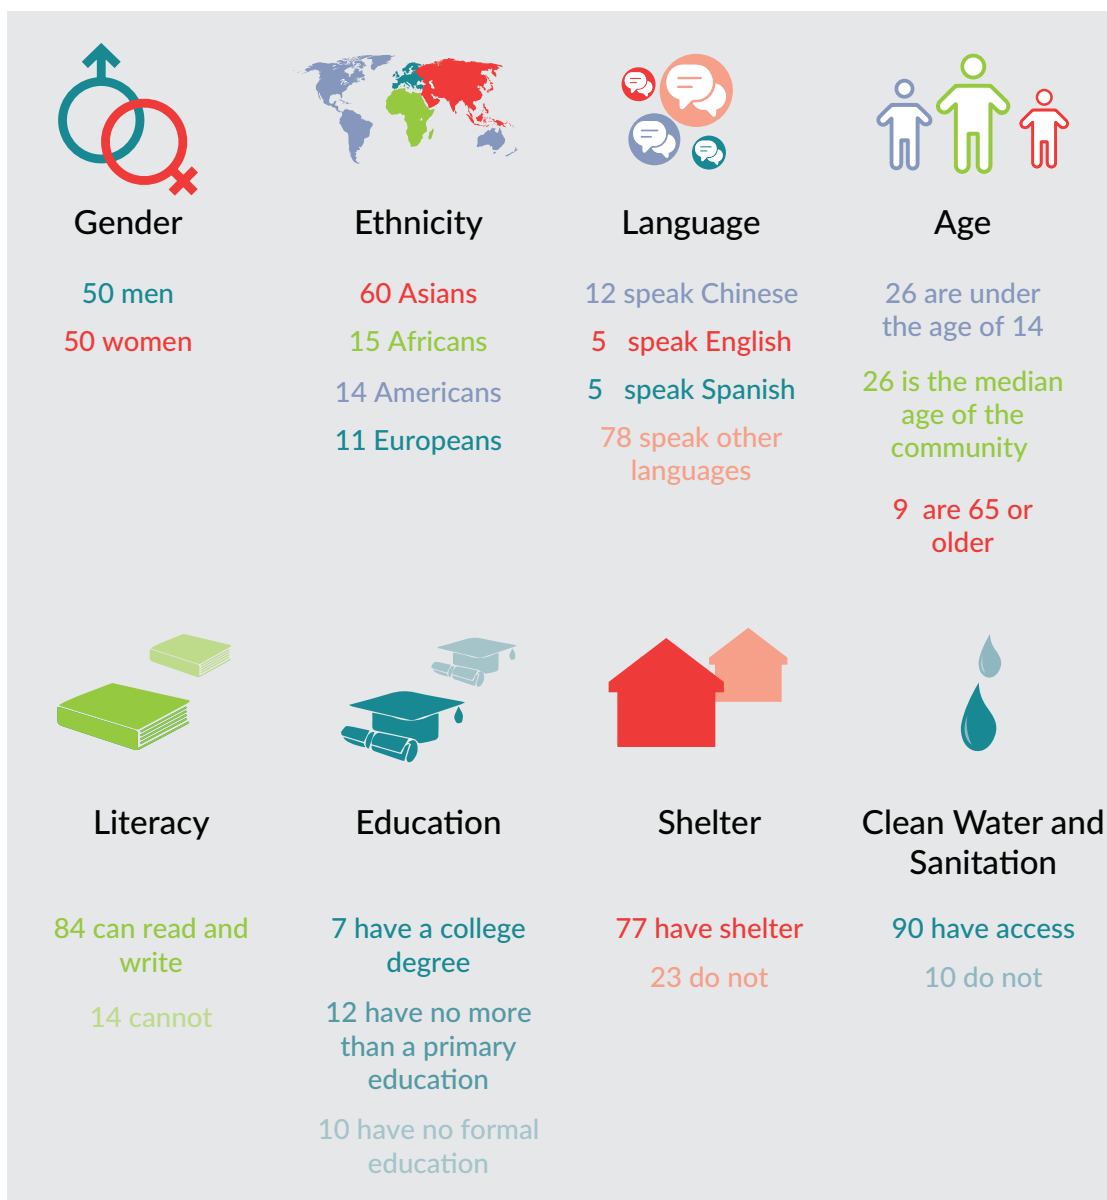 Gender
50 men
50 women
Ethnicity
60 Asians
15 Africans
14 Americans
11 Europeans
Language
12 speak Chinese
5 speak English
5 speak Spanish
78 speak other
languages
Age
26 are under
the age of 14
26 is the median
age of the
community
9 are 65 or
older
Literacy
84 can read and
write
14 cannot
Education
7 have a college
degree
12 have no more
than a primary
education
10 have no formal
education
Shelter
77 have shelter
23 do not
Clean Water and
Sanitation
90 have access
10 do not